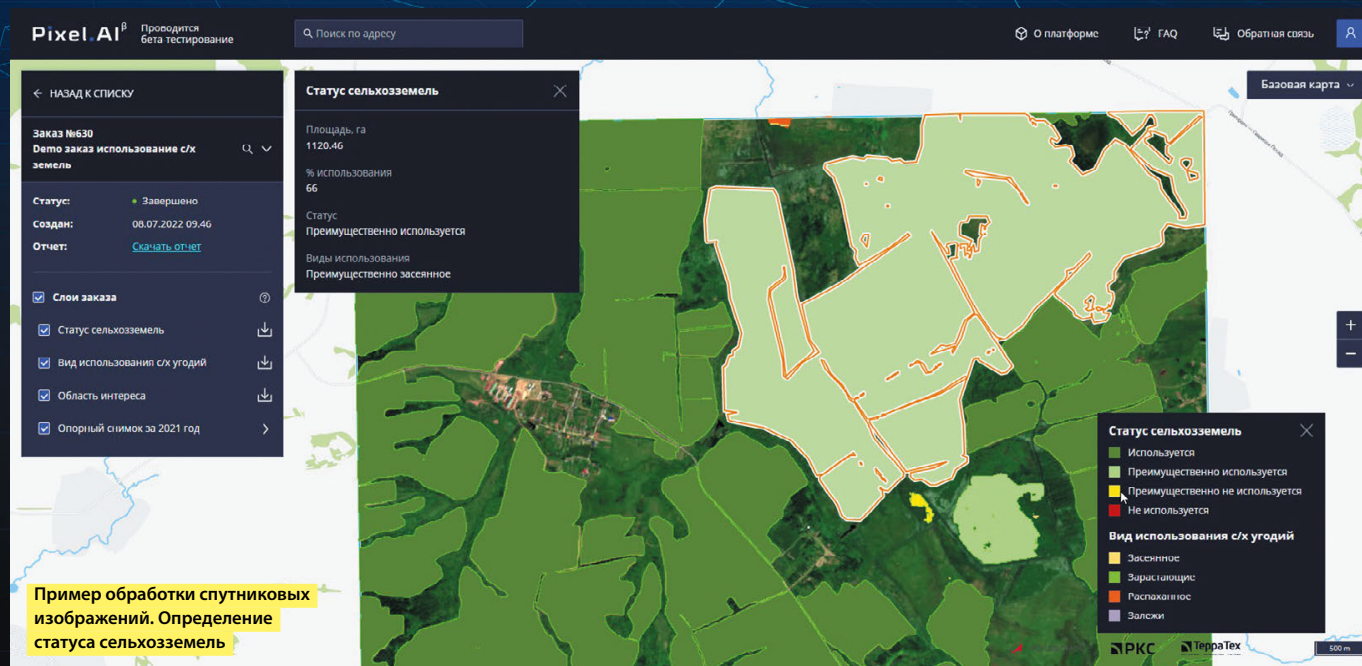 Pixel.AI β
Проводится
бета тестирование
Поиск по адресу
О платформе
FAQ
Обратная связь
НАЗАД К СПИСКУ
Заказ №630
Demo заказ использование с/х
земель
Статус: Завершено
Создан: 08.07.2022 09.46
Отчет: Скачать отчет
Слои заказа
Статус сельхозземель
Вид использования с/х угодий
Область интереса
Опорный снимок за 2021 год
Статус сельхозземель
Площадь, га
1120.46
% использования
66
Статус
Преимущественно используется
Виды использования
Преимущественно засеянное
Базовая карта
Статус сельхозземель
Используется
Преимущественно используется
Преимущественно не используется
Не используется
Вид использования с/х угодий
Засеянное
Зарастающие
Распаханное
Залежи
РКС
ТерраТех
500 m
Пример обработки спутниковых
изображений. Определение
статуса сельхозземель